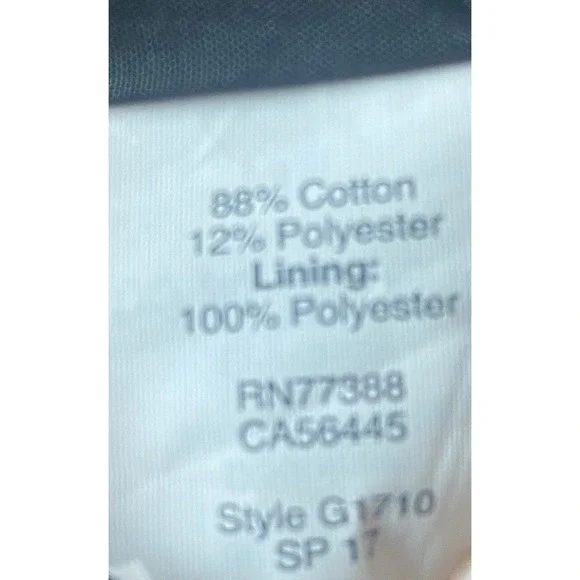 88% Cotton
12% Polyester
Lining:
100% Polyester
RN77388
CA56445
Style G1710
SP 17